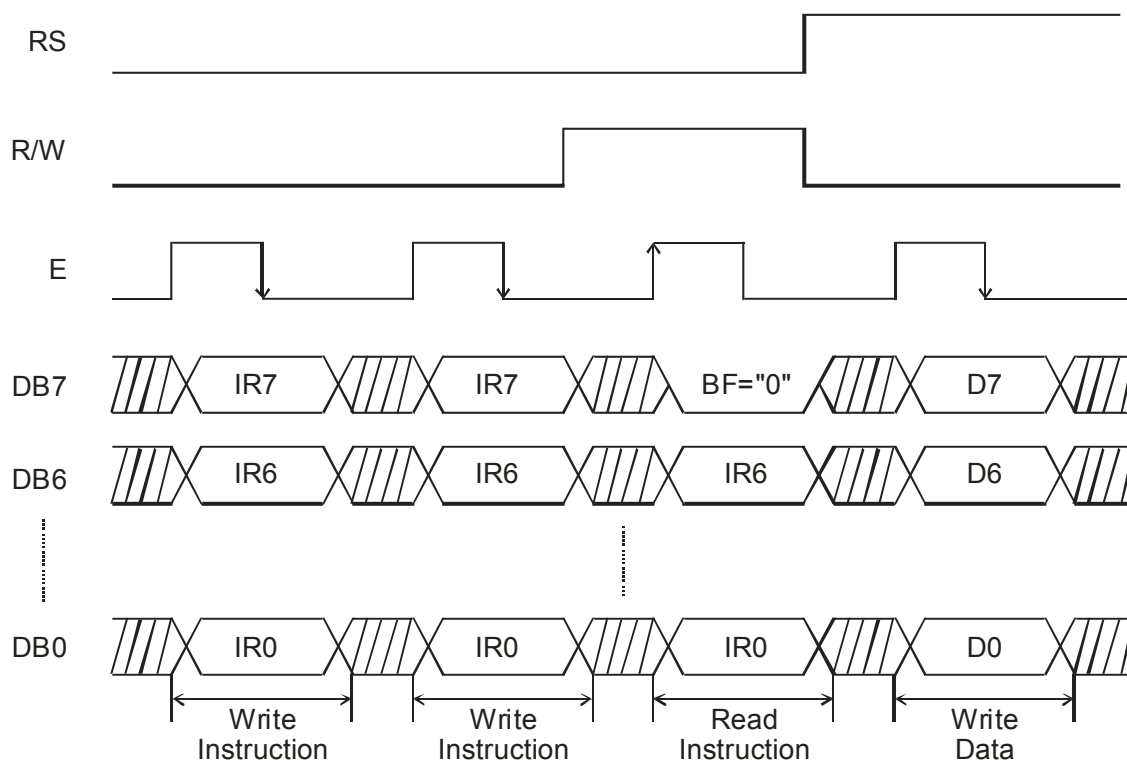 RS
R/W
E
DB7 IR7 IR7 BF="0" D7
DB6 IR6 IR6 IR6 D6
DB0 IR0 IR0 IR0 D0
Write Write Read Write
Instruction Instruction Instruction Data